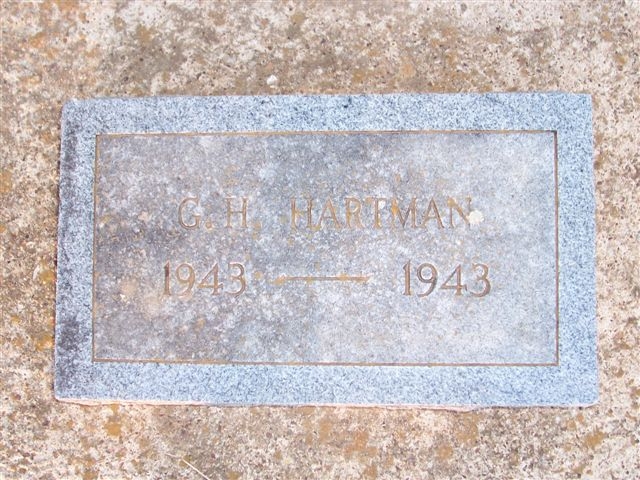 G. H. HARTMAN
1943 — 1943